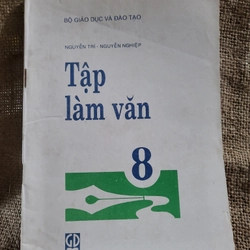 BỘ GIÁO DỤC VÀ ĐÀO TẠO
NGUYỄN TRÍ - NGUYỄN NGHIỆP
Tập
làm văn
8
GD